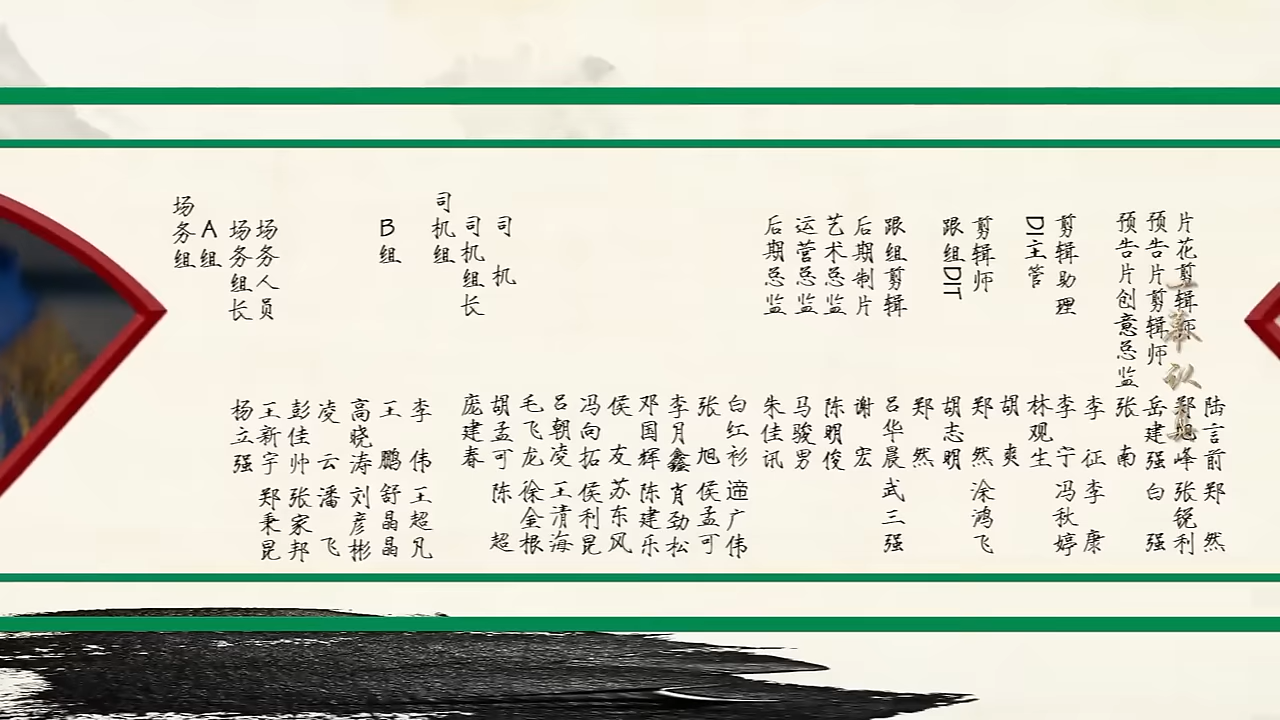 场务组
A组
场务组长 杨立强
场务人员 王新宇 郑秉昆
彭佳帅 张家邦
凌云 潘飞
高晓涛 刘彦彬
B组 王鹏 舒晶晶
李伟 王超凡
司机组
司机组长 庞建春
司机 胡孟可 陈超
毛飞龙 徐全根
吕朝凌 王清海
冯向拓 侯利昆
侯友 苏东风
邓国辉 陈建乐
李月鑫 肖劲松
张旭 侯孟可
白红衫 遆广伟
后期总监 朱佳讯
运营总监 马骏男
艺术总监 陈明俊
后期制片 谢宏
跟组剪辑 吕华晨 武三强
郑然
跟组DIT 胡志明
剪辑师 郑然 涂鸿飞
胡爽
DI主管 林观生
剪辑助理 李宁 冯秋婷
李征 李康
预告片创意总监 张南
预告片剪辑师 岳建强 白强
片花剪辑师 郑旭峰 张锐利
陆言前 郑然